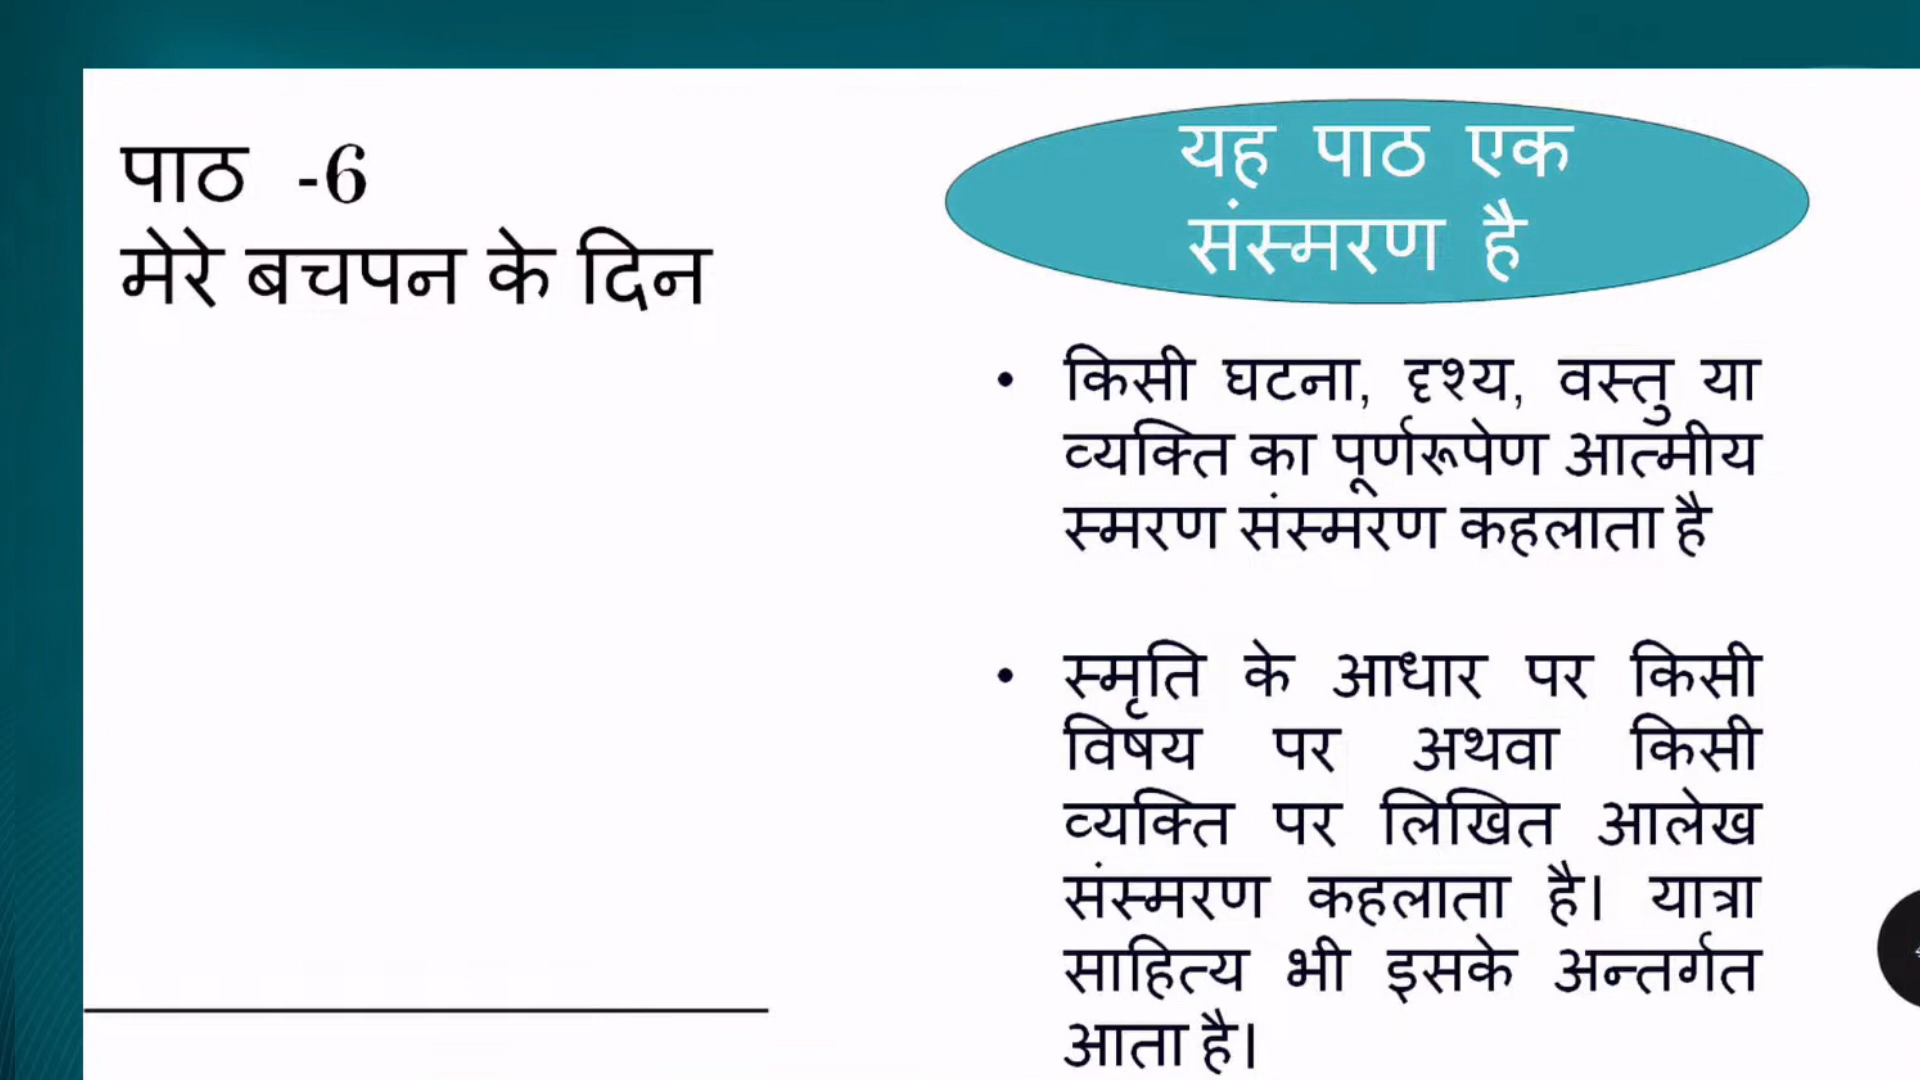 पाठ -6
मेरे बचपन के दिन
यह पाठ एक
संस्मरण है
• किसी घटना, दृश्य, वस्तु या
व्यक्ति का पूर्णरूपेण आत्मीय
स्मरण संस्मरण कहलाता है
• स्मृति के आधार पर किसी
विषय पर अथवा किसी
व्यक्ति पर लिखित आलेख
संस्मरण कहलाता है। यात्रा
साहित्य भी इसके अन्तर्गत
आता है।